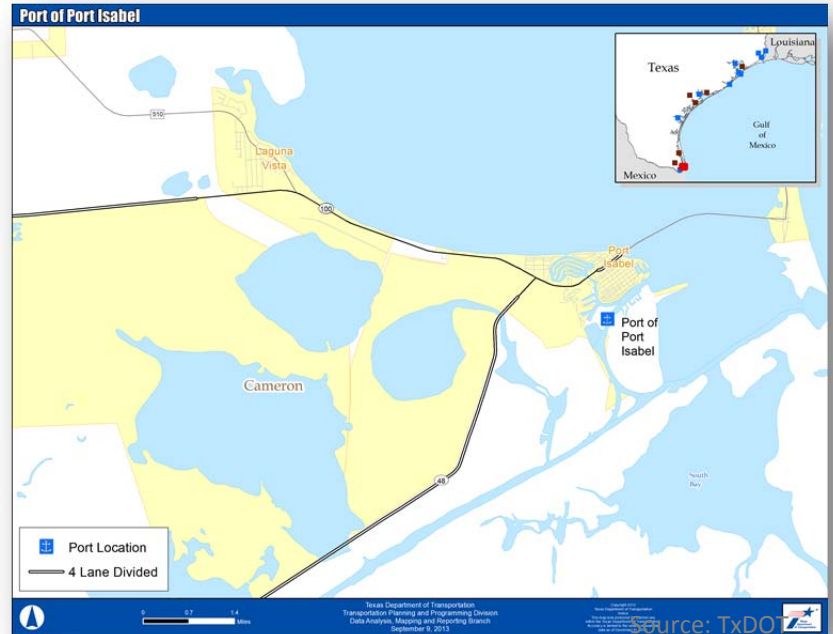 Port of Port Isabel
Louisiana
Texas
Gulf
of
Mexico
Mexico
510
Laguna
Vista
100
Port
Isabel
Port of
Port
Isabel
Cameron
48
South
Bay
Port Location
4 Lane Divided
0 0.7 1.4
Miles
Texas Department of Transportation
Transportation Planning and Programming Division
Data Analysis, Mapping and Reporting Branch
September 9, 2013
Source: TxDOT